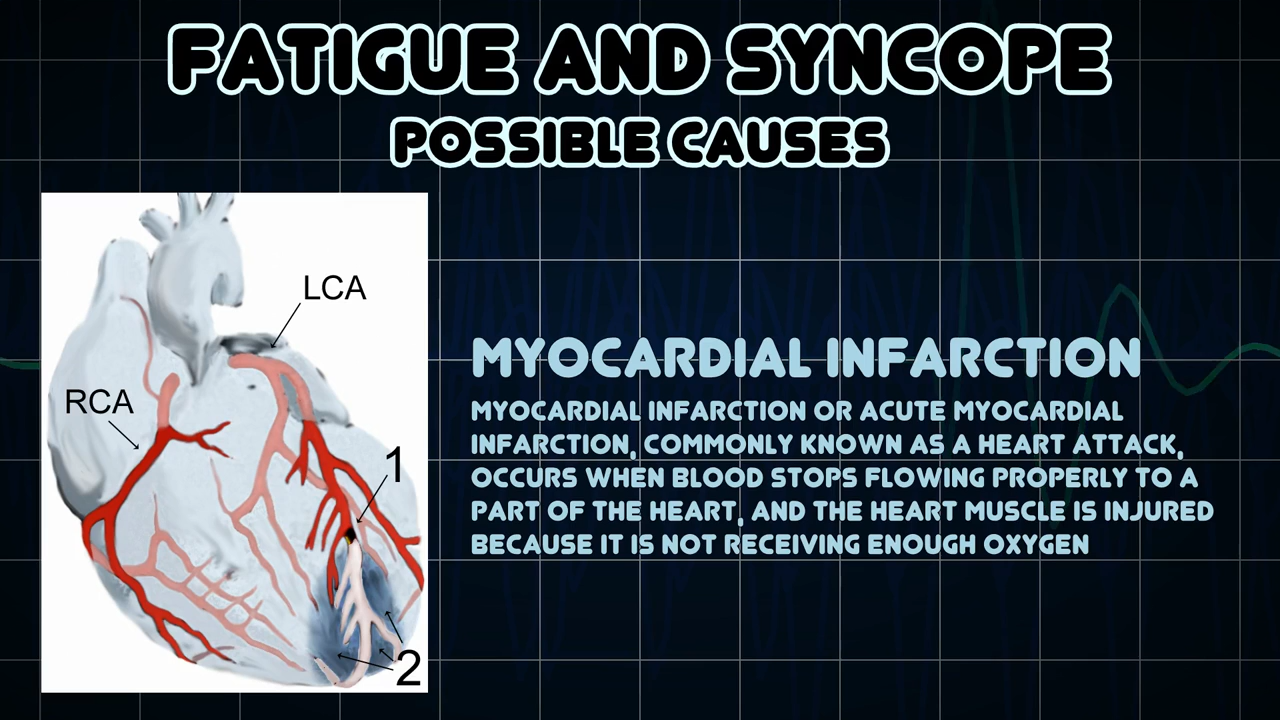 FATIGUE AND SYNCOPE
POSSIBLE CAUSES
LCA
RCA
1
2
MYOCARDIAL INFARCTION
MYOCARDIAL INFARCTION OR ACUTE MYOCARDIAL
INFARCTION, COMMONLY KNOWN AS A HEART ATTACK,
OCCURS WHEN BLOOD STOPS FLOWING PROPERLY TO A
PART OF THE HEART, AND THE HEART MUSCLE IS INJURED
BECAUSE IT IS NOT RECEIVING ENOUGH OXYGEN